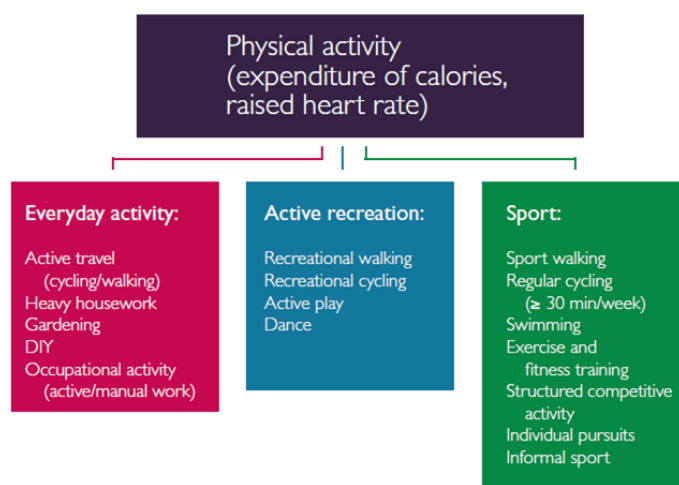 Physical activity
(expenditure of calories,
raised heart rate)
Everyday activity:
Active travel
(cycling/walking)
Heavy housework
Gardening
DIY
Occupational activity
(active/manual work)
Active recreation:
Recreational walking
Recreational cycling
Active play
Dance
Sport:
Sport walking
Regular cycling
(≥ 30 min/week)
Swimming
Exercise and
fitness training
Structured competitive
activity
Individual pursuits
Informal sport